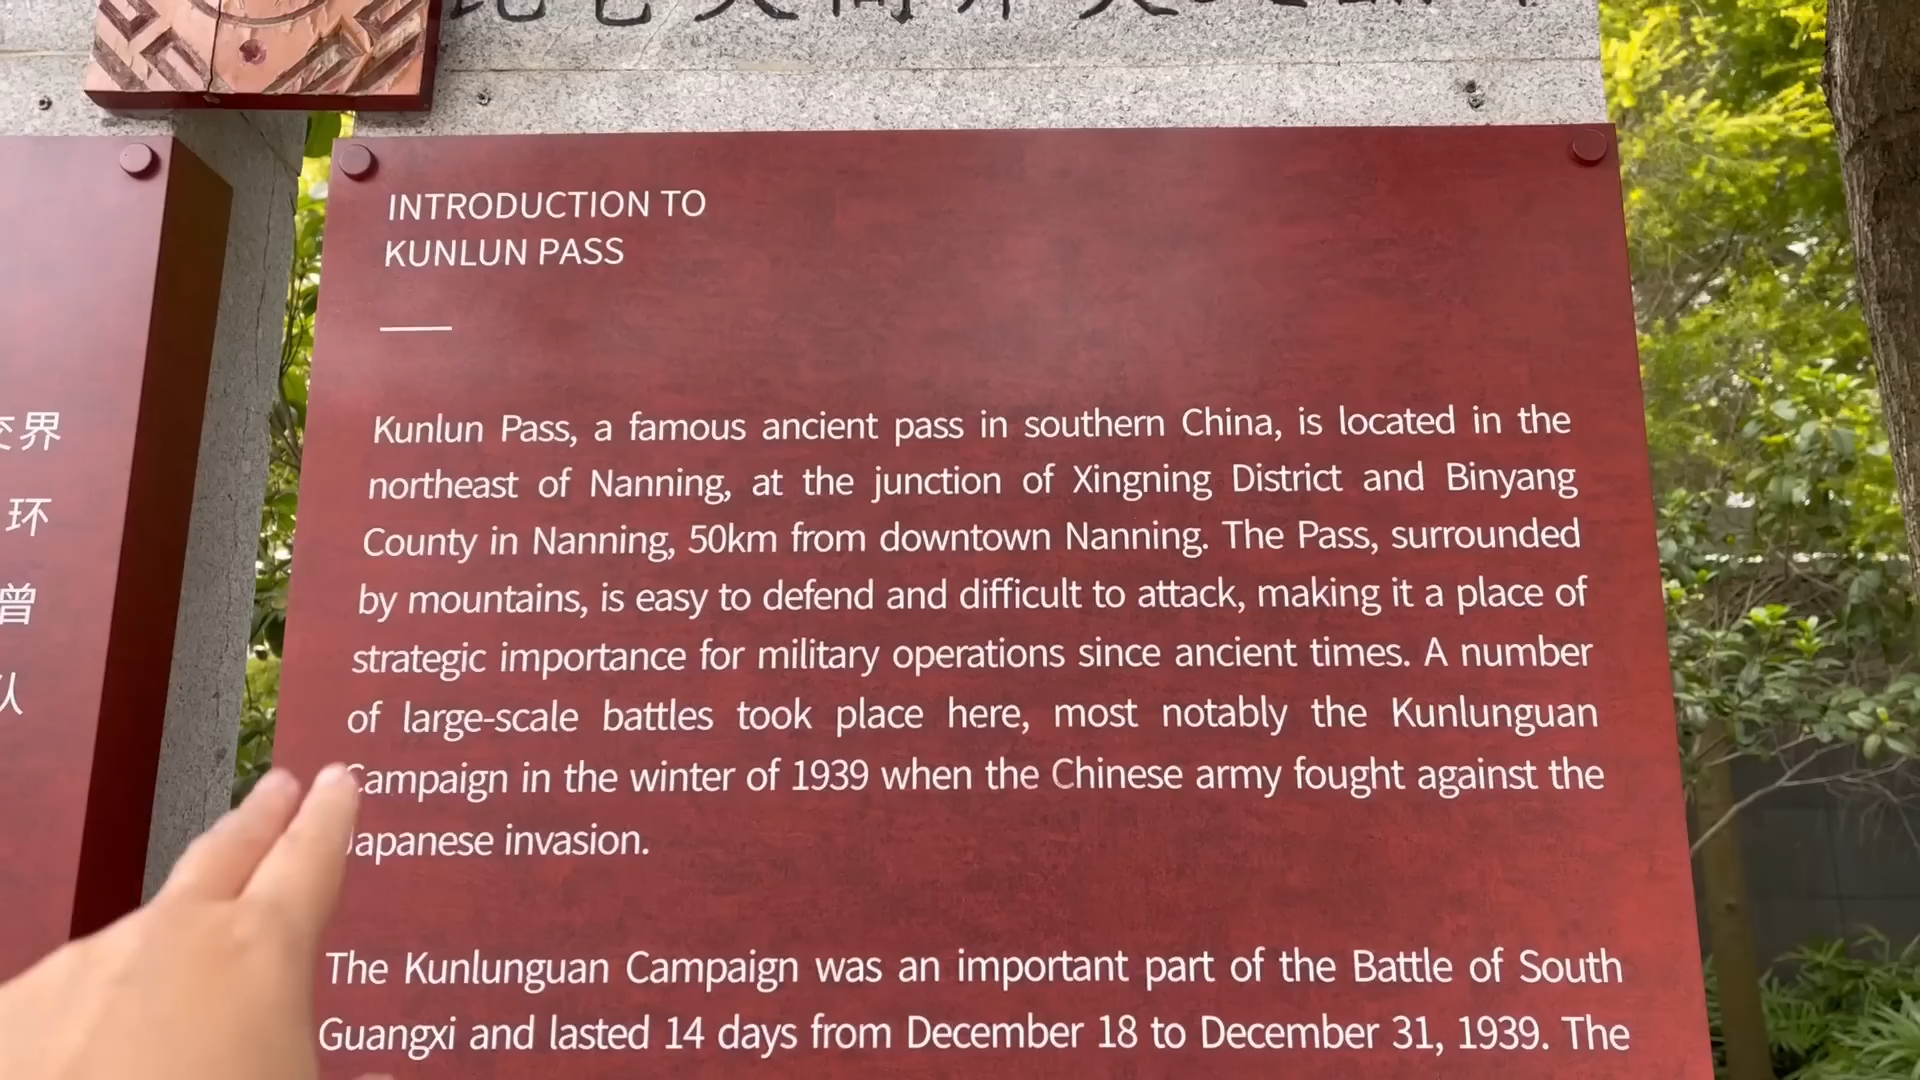 交界
环
曾
队
INTRODUCTION TO
KUNLUN PASS
Kunlun Pass, a famous ancient pass in southern China, is located in the
northeast of Nanning, at the junction of Xingning District and Binyang
County in Nanning, 50km from downtown Nanning. The Pass, surrounded
by mountains, is easy to defend and difficult to attack, making it a place of
strategic importance for military operations since ancient times. A number
of large-scale battles took place here, most notably the Kunlunguan
Campaign in the winter of 1939 when the Chinese army fought against the
Japanese invasion.
The Kunlunguan Campaign was an important part of the Battle of South
Guangxi and lasted 14 days from December 18 to December 31, 1939. The